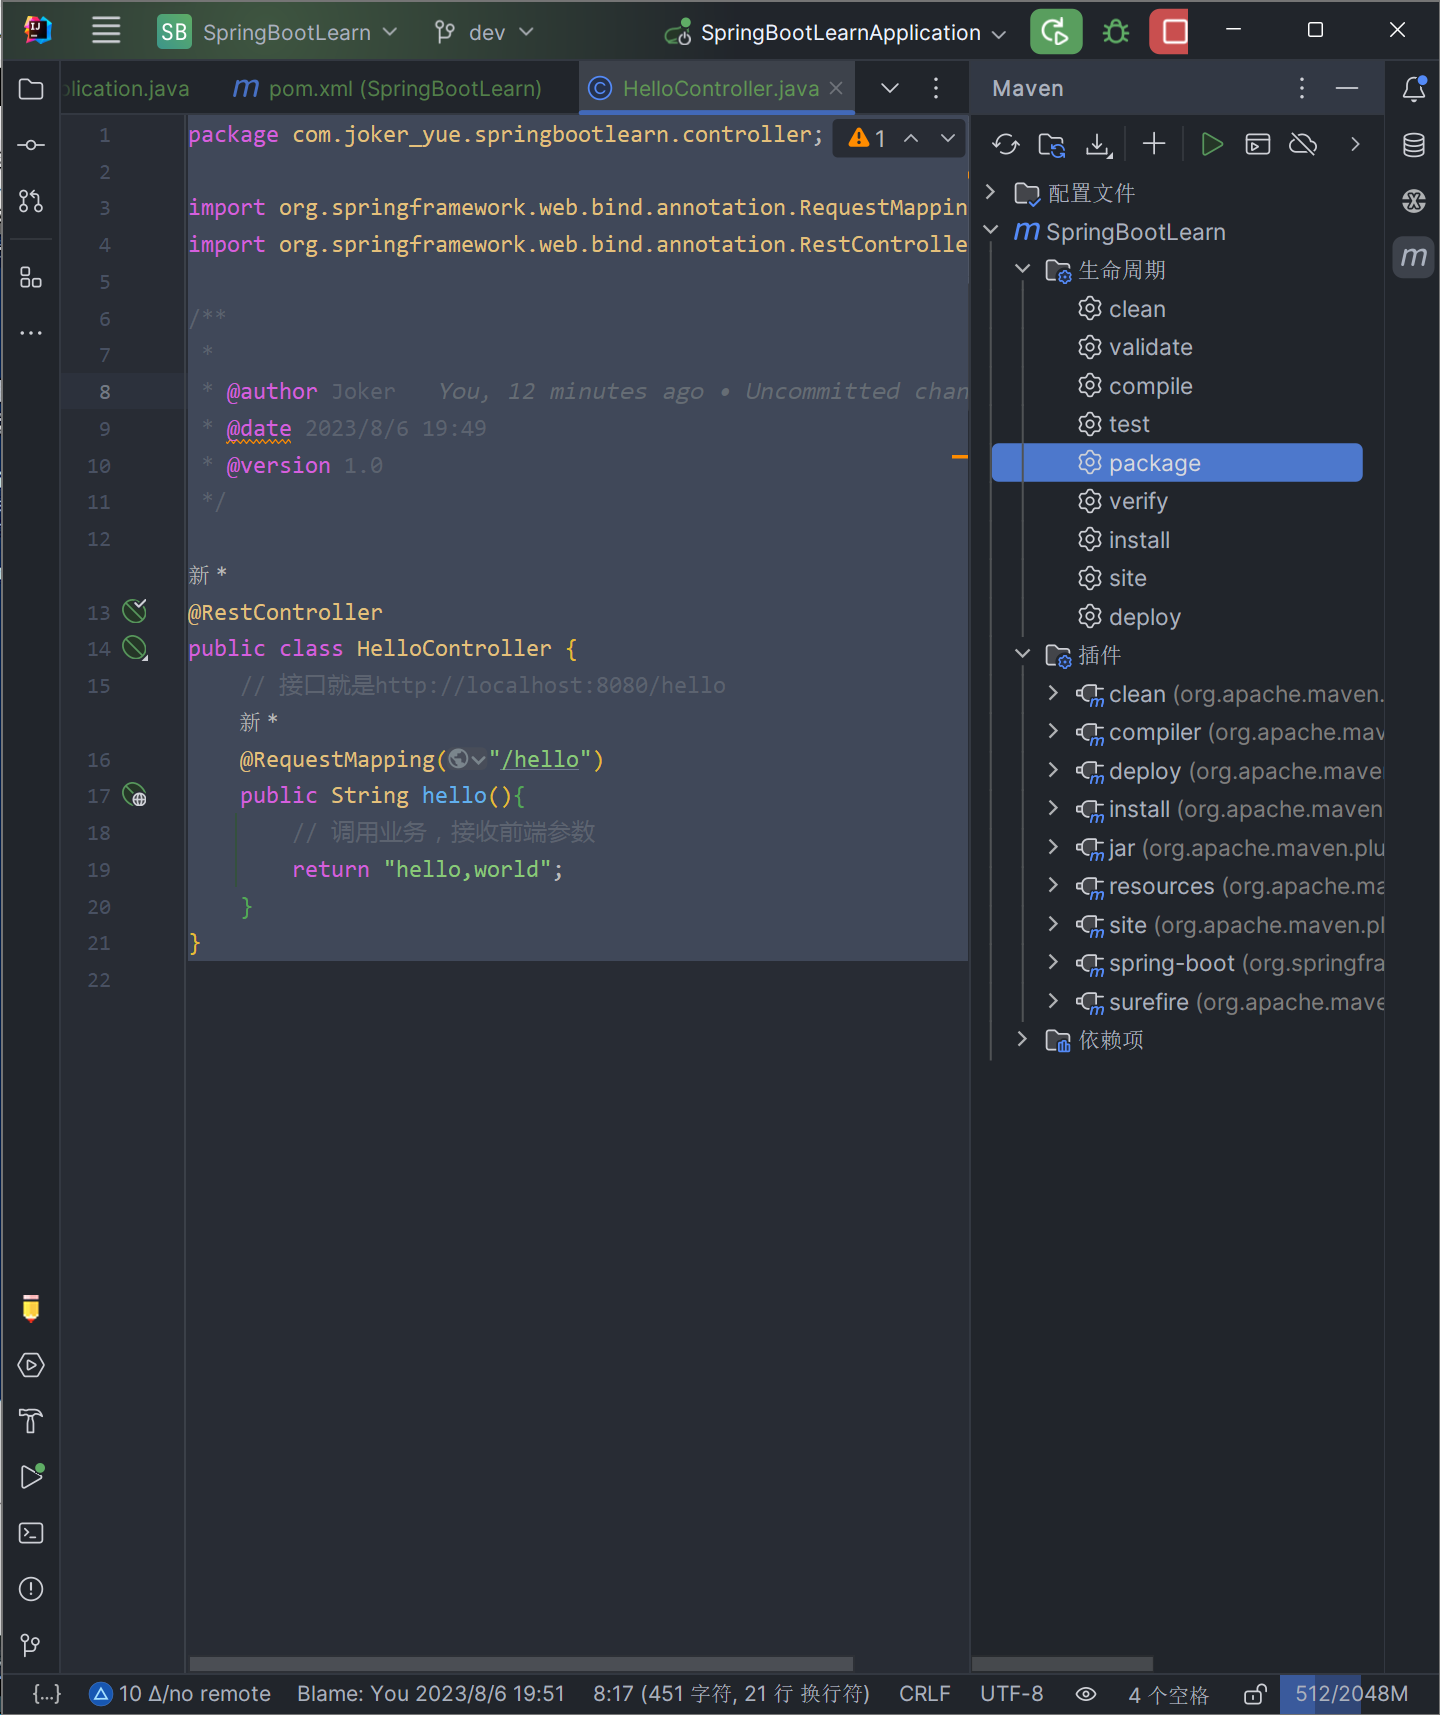 SB SpringBootLearn dev SpringBootLearnApplication
plication.java
pom.xml (SpringBootLearn)
HelloController.java
Maven
1 package com.joker_yue.springbootlearn.controller;
1
2
3 import org.springframework.web.bind.annotation.RequestMappin
4 import org.springframework.web.bind.annotation.RestControlle
5
6 /**
7 *
8 * @author Joker You, 12 minutes ago • Uncommitted chan
9 * @date 2023/8/6 19:49
10 * @version 1.0
11 */
12
新 *
13 @RestController
14 public class HelloController {
15 // 接口就是http://localhost:8080/hello
新 *
16 @RequestMapping("/hello")
17 public String hello(){
18 // 调用业务，接收前端参数
19 return "hello,world";
20 }
21 }
22
配置文件
m SpringBootLearn
生命周期
clean
validate
compile
test
package
verify
install
site
deploy
插件
clean (org.apache.maven.
compiler (org.apache.mav
deploy (org.apache.maven
install (org.apache.maven
jar (org.apache.maven.plu
resources (org.apache.ma
site (org.apache.maven.pl
spring-boot (org.springfra
surefire (org.apache.mave
依赖项
m
{...} 10 Δ/no remote Blame: You 2023/8/6 19:51 8:17 (451 字符, 21 行 换行符) CRLF UTF-8 4 个空格 512/2048M